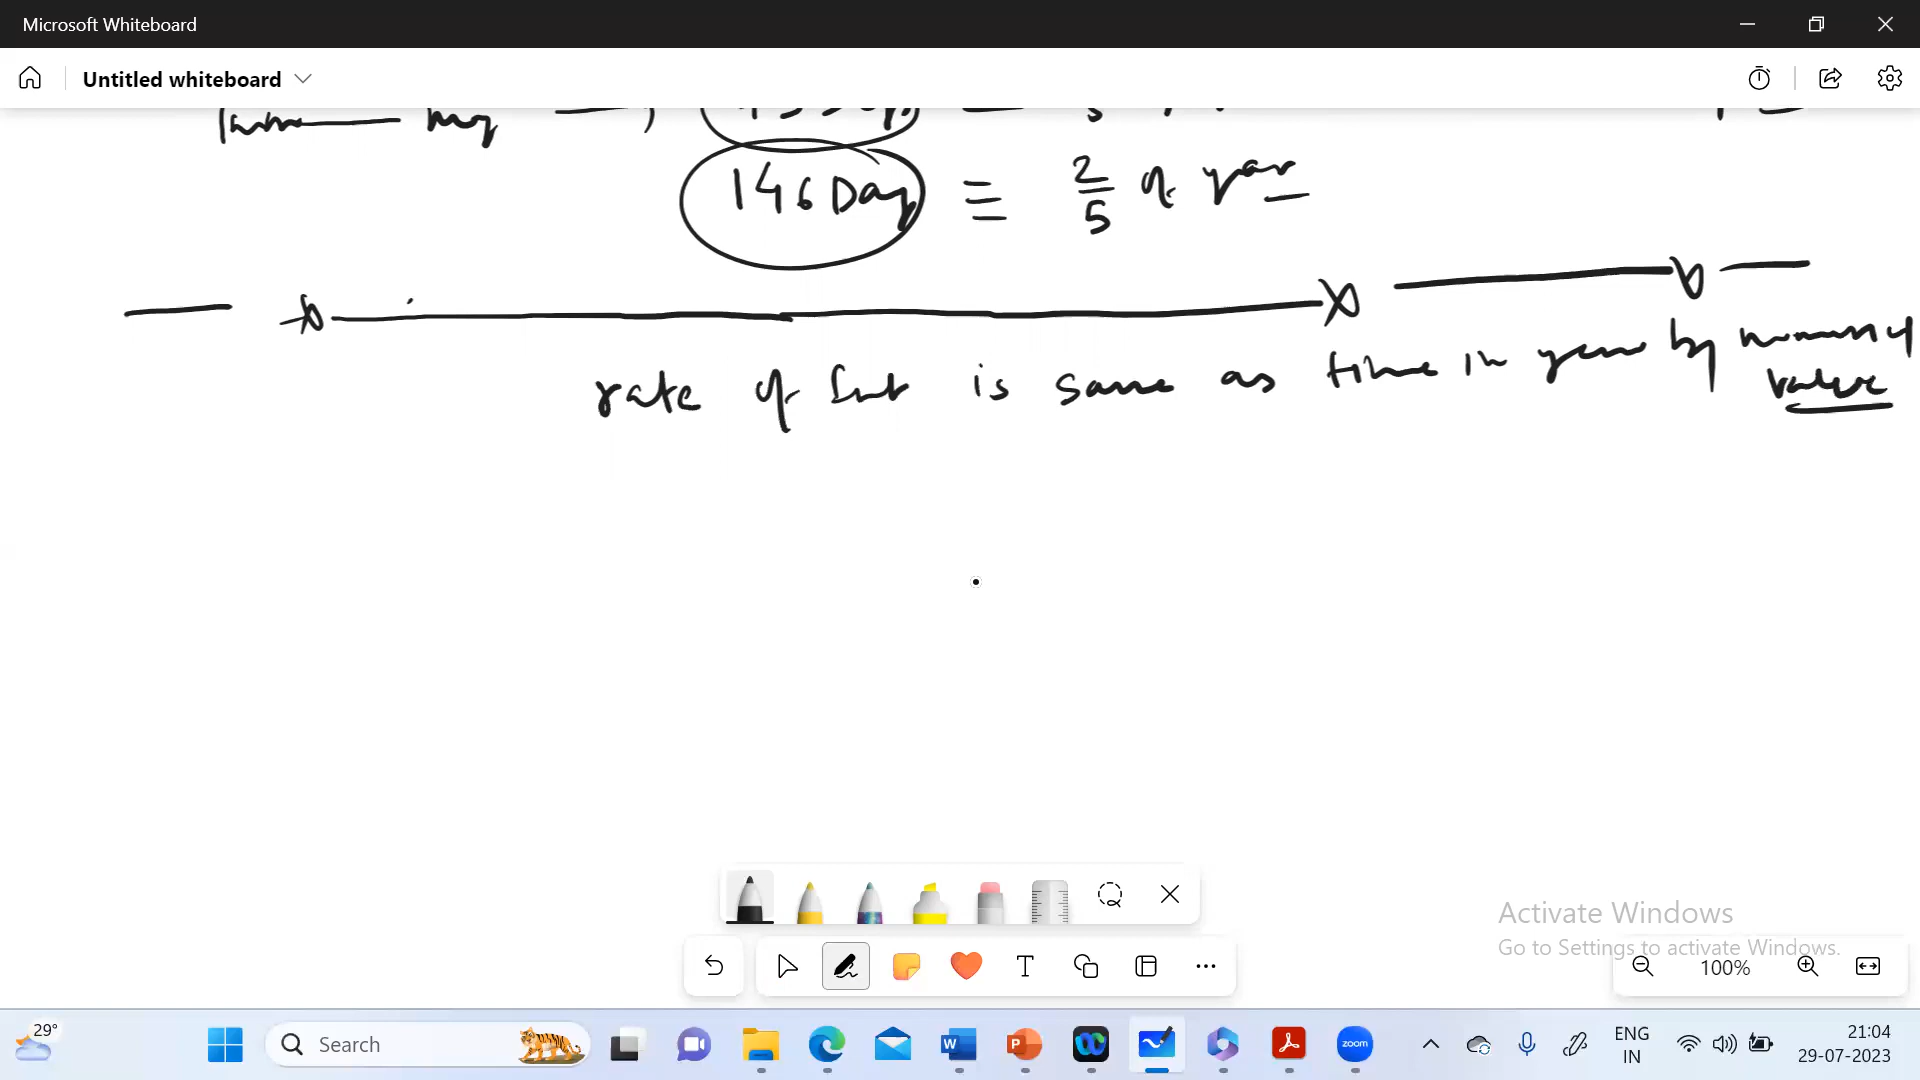 Microsoft Whiteboard
Untitled whiteboard
146 Day ≡ 2/5 of year
rate of Int is same as time in year by numerical
value
Activate Windows
Go to Settings to activate Windows.
100%
29°
Search
zoom
ENG
IN
21:04
29-07-2023